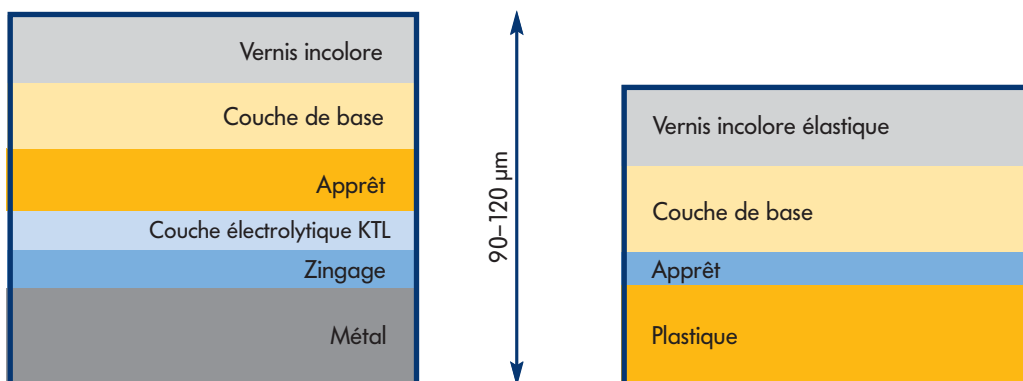 Vernis incolore
Couche de base
Apprêt
Couche électrolytique KTL
Zingage
Métal
90–120 µm
Vernis incolore élastique
Couche de base
Apprêt
Plastique